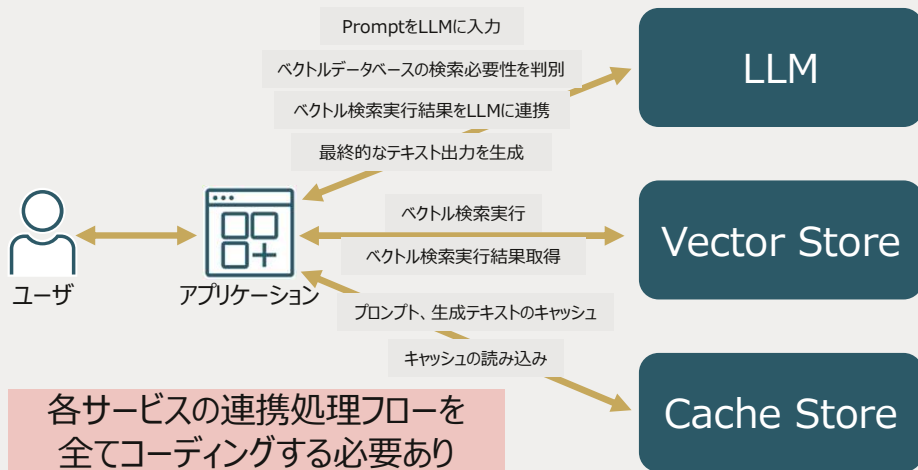 PromptをLLMに入力
ベクトルデータベースの検索必要性を判別
ベクトル検索実行結果をLLMに連携
最終的なテキスト出力を生成
LLM
ベクトル検索実行
ベクトル検索実行結果取得
Vector Store
ユーザ
アプリケーション
プロンプト、生成テキストのキャッシュ
キャッシュの読み込み
Cache Store
各サービスの連携処理フローを
全てコーディングする必要あり